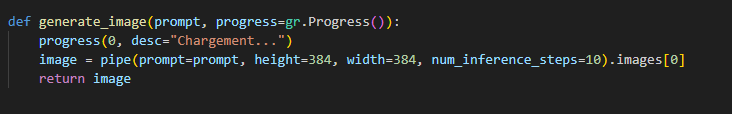 def generate_image(prompt, progress=gr.Progress()):
    progress(0, desc="Chargement...")
    image = pipe(prompt=prompt, height=384, width=384, num_inference_steps=10).images[0]
    return image